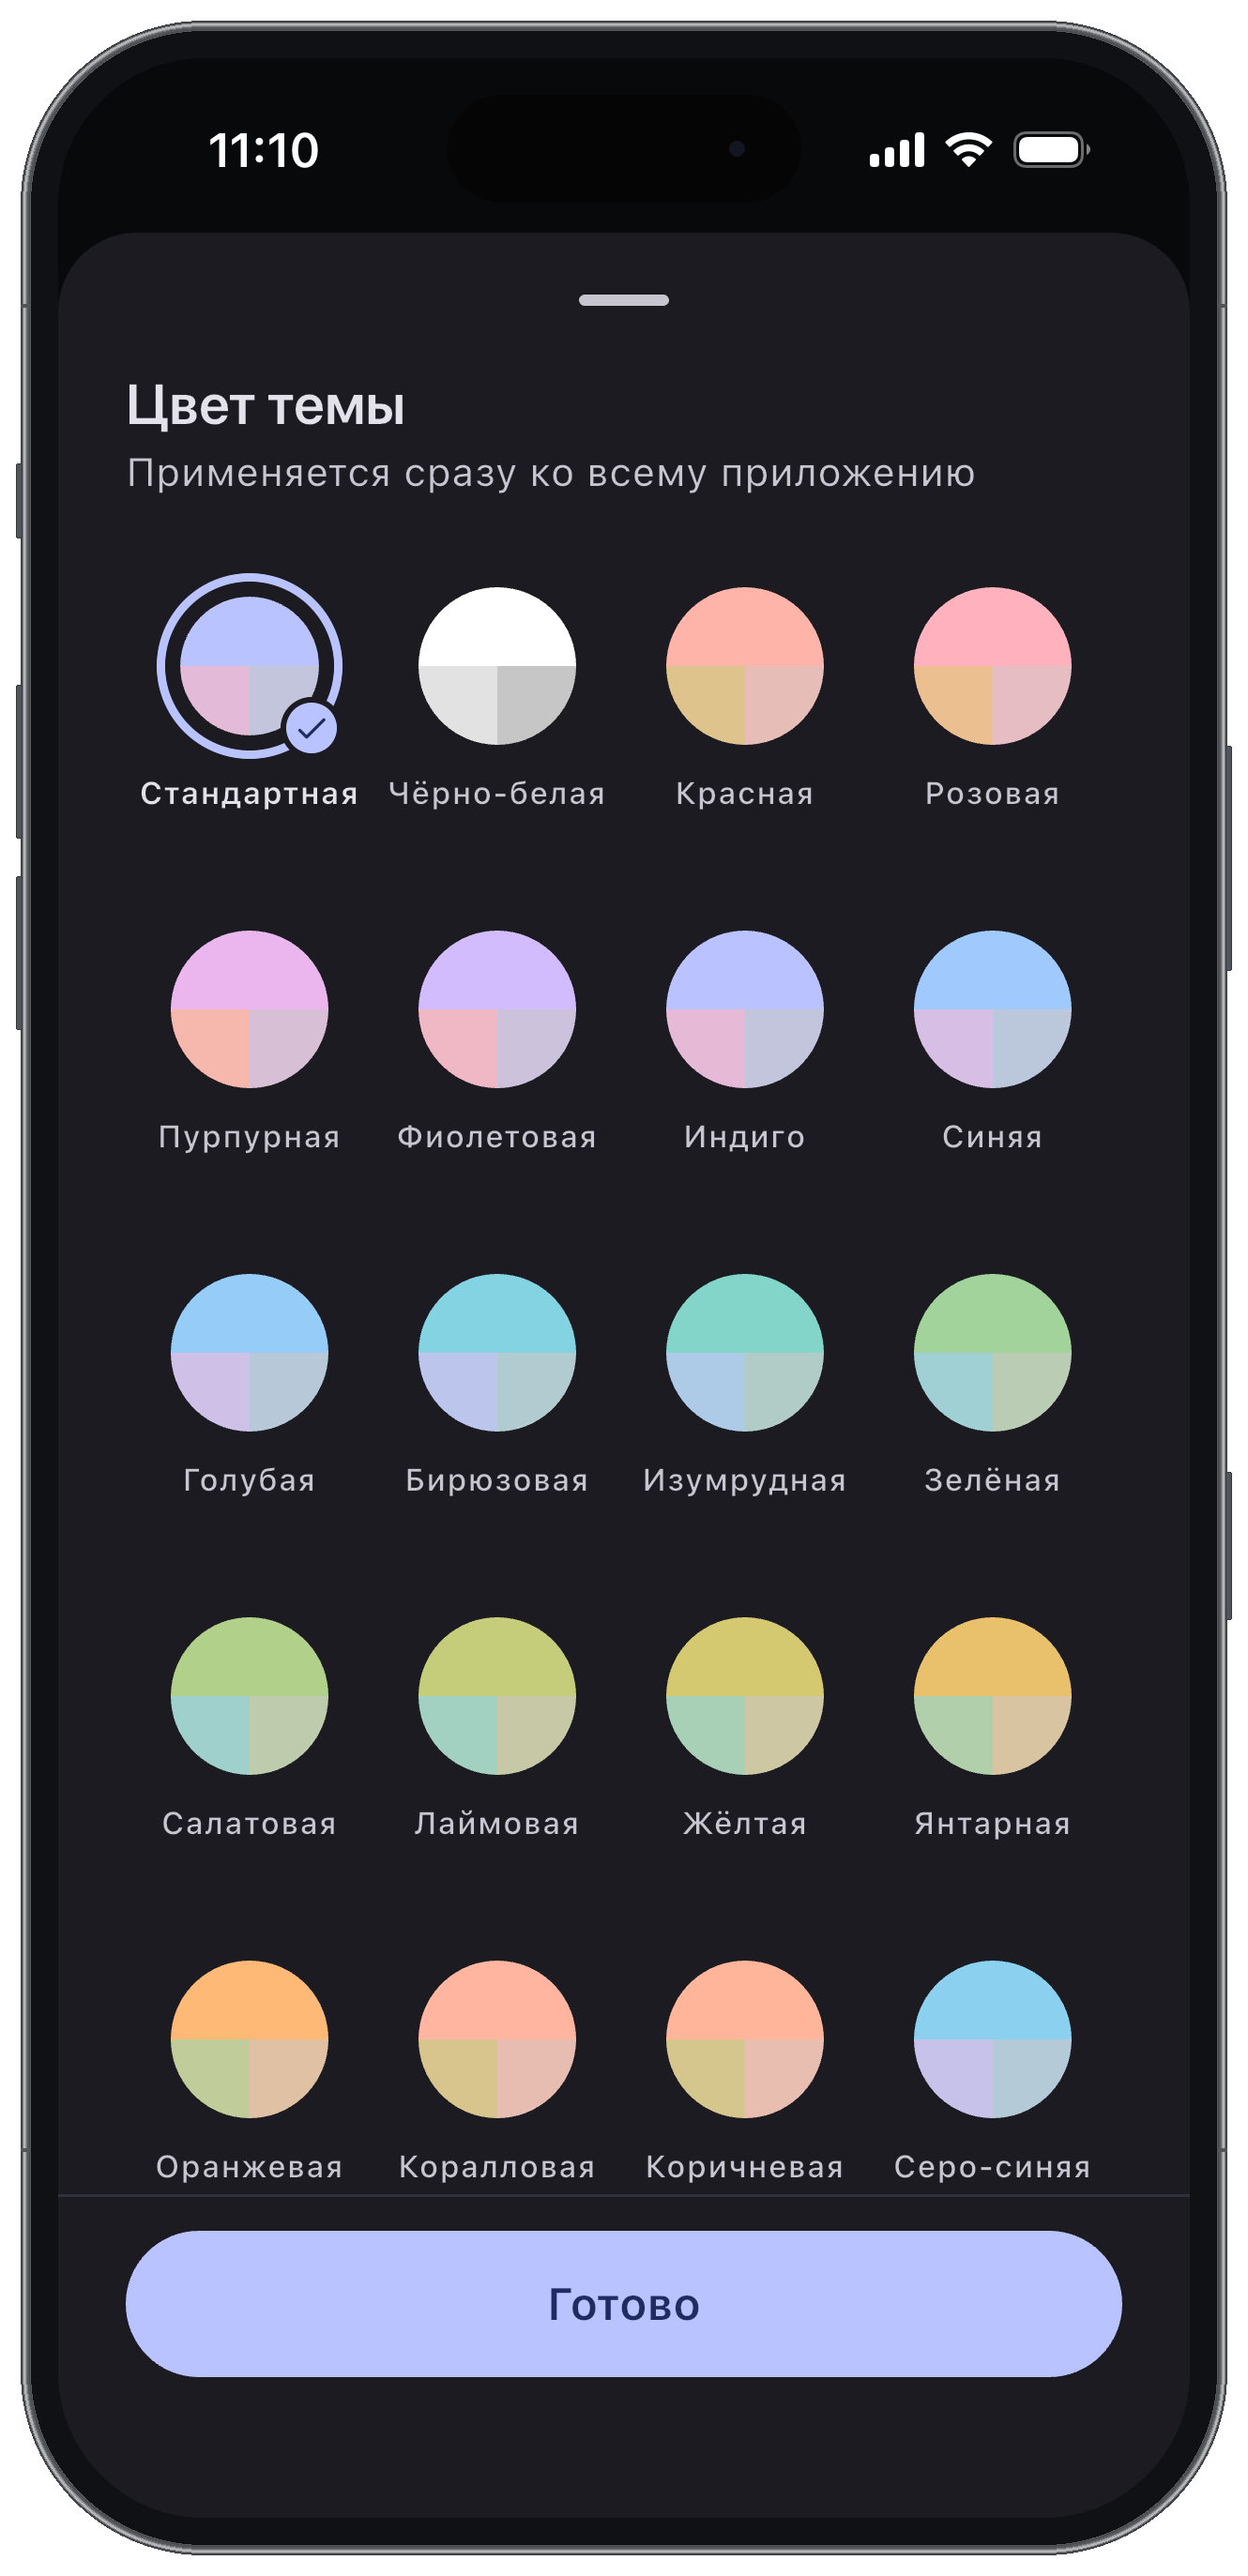 11:10
Цвет темы
Применяется сразу ко всему приложению
Стандартная Чёрно-белая Красная Розовая
Пурпурная Фиолетовая Индиго Синяя
Голубая Бирюзовая Изумрудная Зелёная
Салатовая Лаймовая Жёлтая Янтарная
Оранжевая Коралловая Коричневая Серо-синяя
Готово